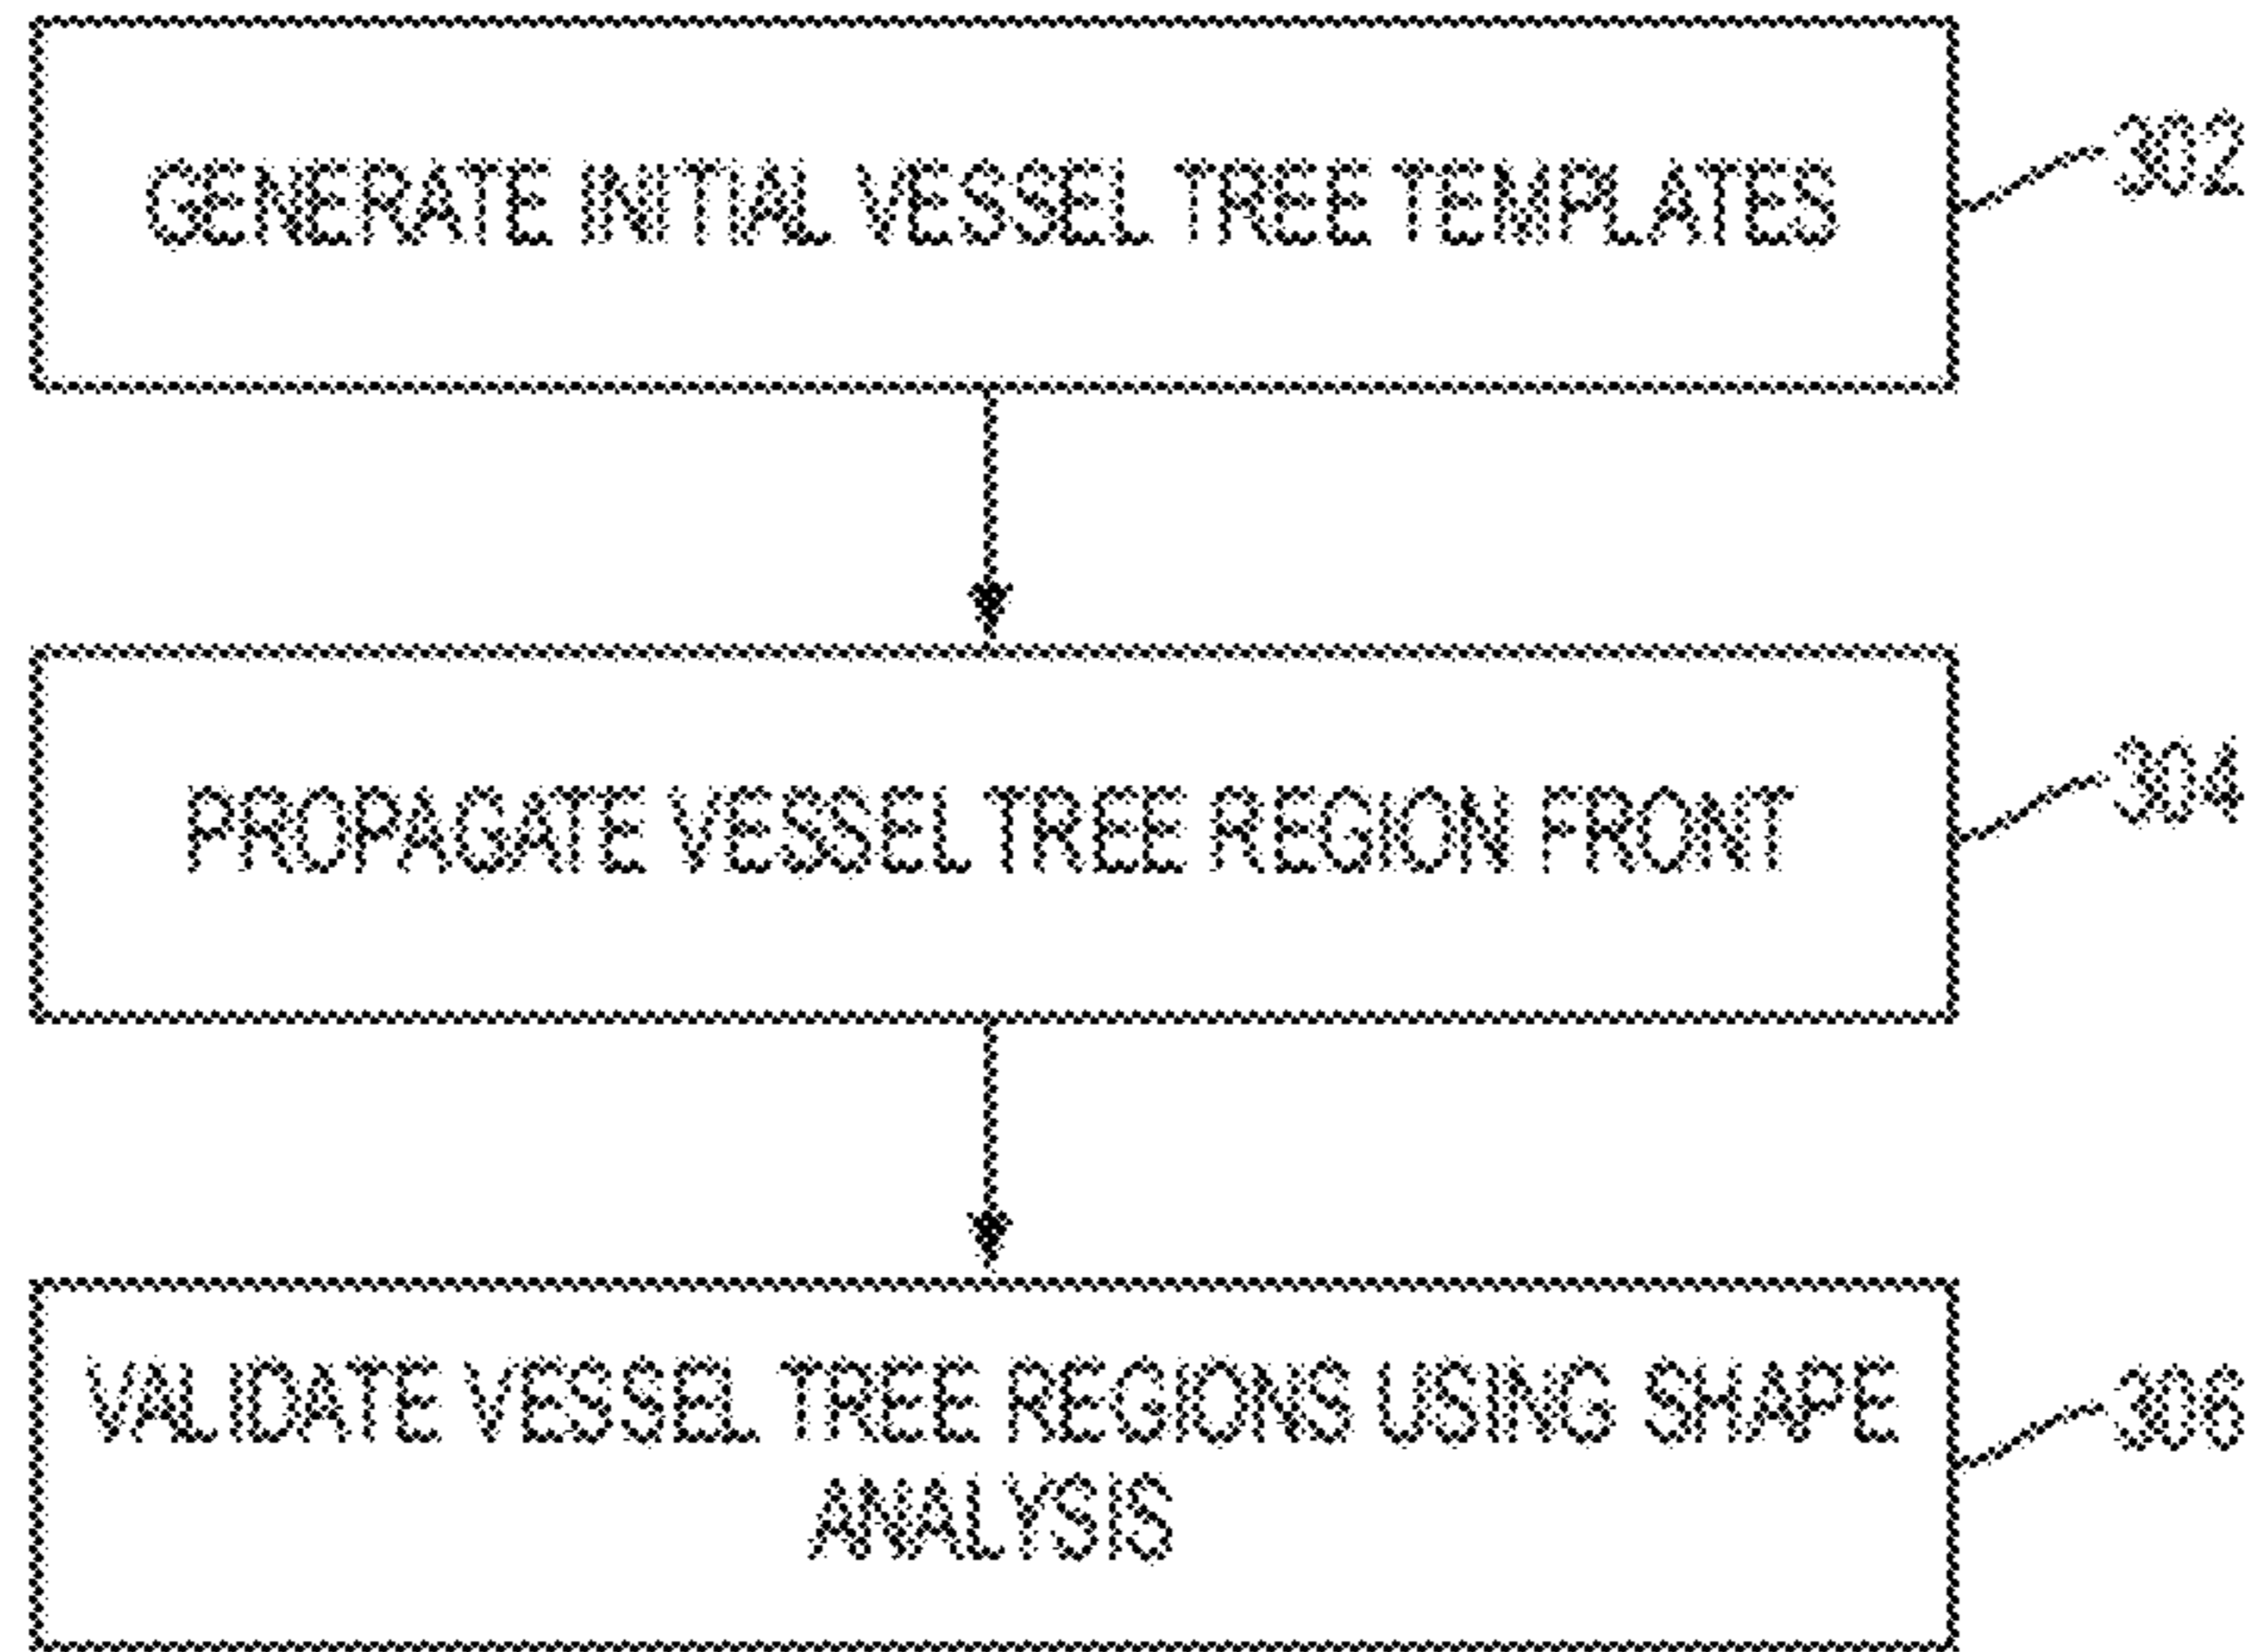 GENERATE INITIAL VESSEL TREE TEMPLATES
302
PROPAGATE VESSEL TREE REGION FRONT
304
VALIDATE VESSEL TREE REGIONS USING SHAPE
ANALYSIS
306